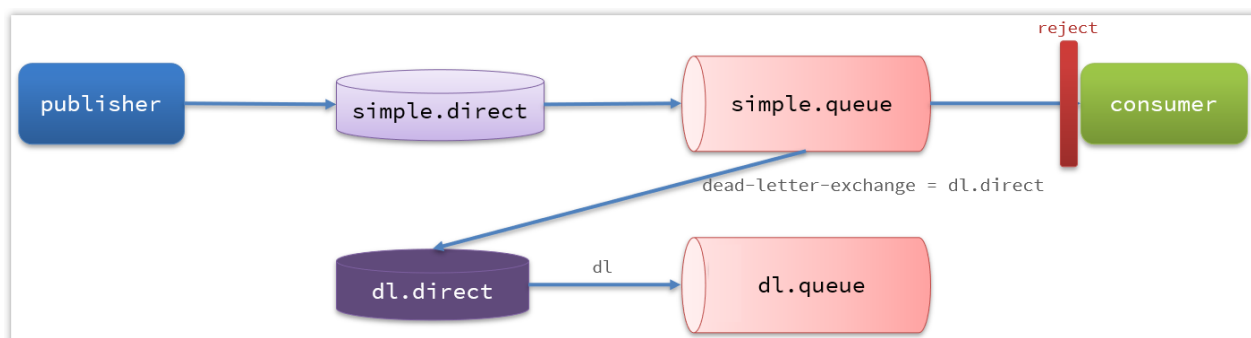 reject
publisher
simple.direct
simple.queue
consumer
dead-letter-exchange = dl.direct
dl.direct
dl
dl.queue